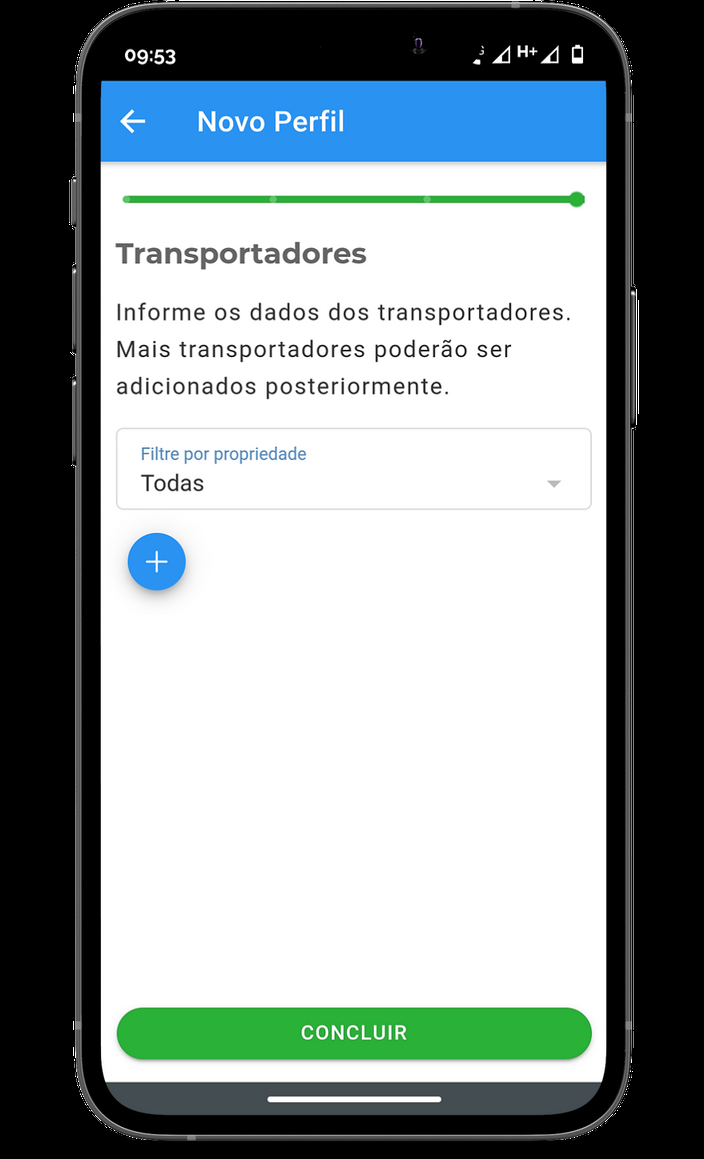 09:53
H+
Novo Perfil
Transportadores
Informe os dados dos transportadores.
Mais transportadores poderão ser
adicionados posteriormente.
Filtre por propriedade
Todas
CONCLUIR